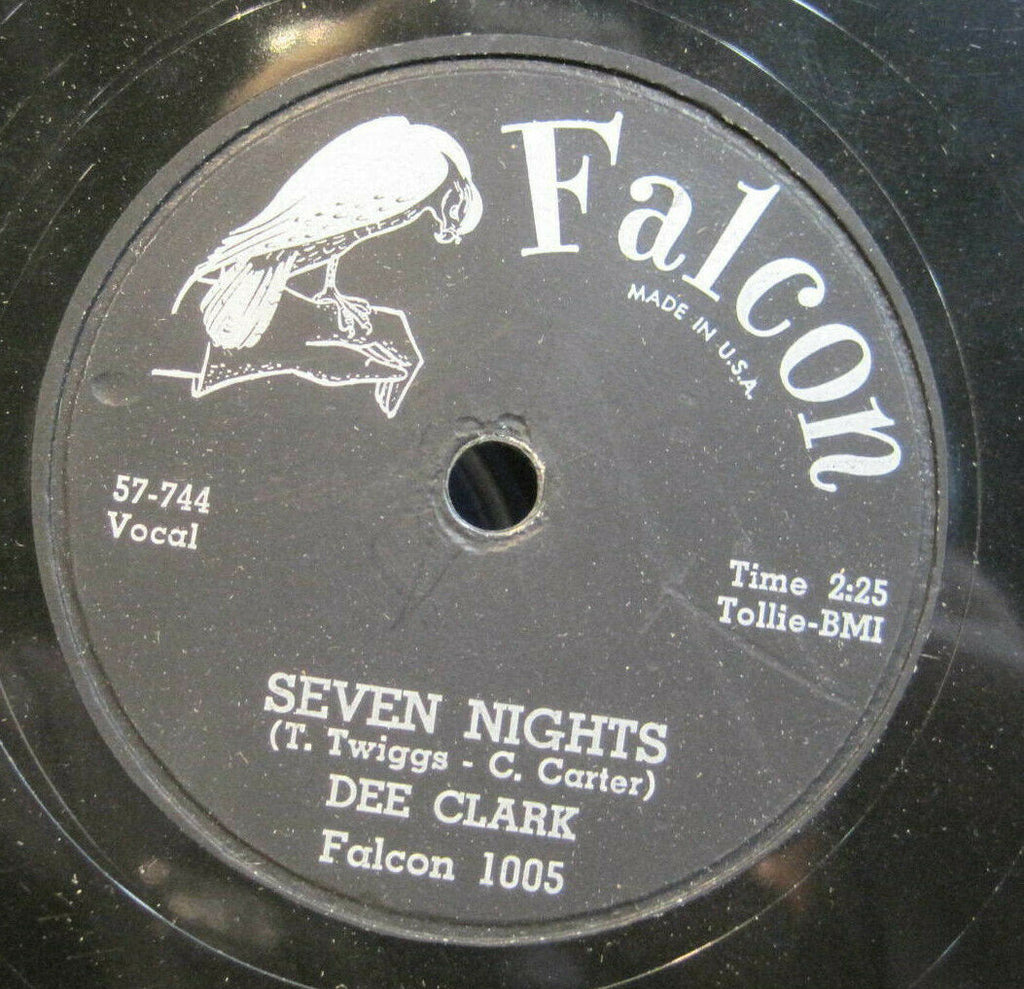 Falcon
MADE IN U.S.A.
57-744
Vocal
Time 2:25
Tollie-BMI
SEVEN NIGHTS
(T. Twiggs - C. Carter)
DEE CLARK
Falcon 1005